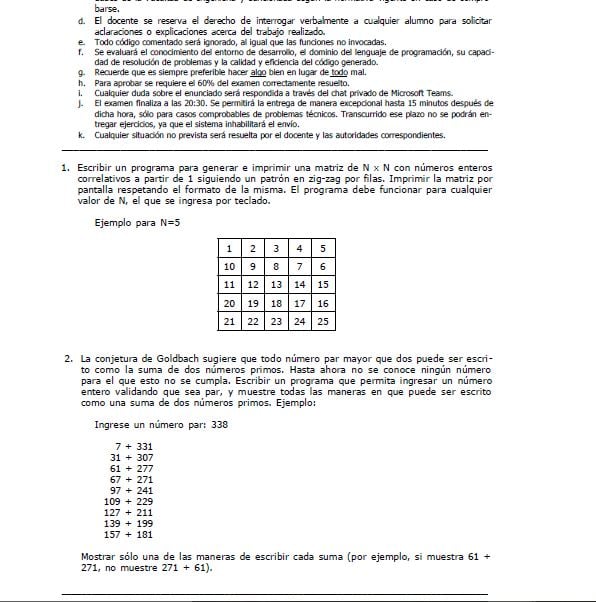 barse.
d. El docente se reserva el derecho de interrogar verbalmente a cualquier alumno para solicitar
aclaraciones o explicaciones acerca del trabajo realizado.
e. Todo código comentado será ignorado, al igual que las funciones no invocadas.
f. Se evaluará el conocimiento del entorno de desarrollo, el dominio del lenguaje de programación, su capaci-
dad de resolución de problemas y la calidad y eficiencia del código generado.
g. Recuerde que es siempre preferible hacer algo bien en lugar de todo mal.
h. Para aprobar se requiere el 60% del examen correctamente resuelto.
i. Cualquier duda sobre el enunciado será respondida a través del chat privado de Microsoft Teams.
j. El examen finaliza a las 20:30. Se permitirá la entrega de manera excepcional hasta 15 minutos después de
dicha hora, sólo para casos comprobables de problemas técnicos. Transcurrido ese plazo no se podrán en-
tregar ejercicios, ya que el sistema inhabilitará el envío.
k. Cualquier situación no prevista será resuelta por el docente y las autoridades correspondientes.
1. Escribir un programa para generar e imprimir una matriz de N × N con números enteros
correlativos a partir de 1 siguiendo un patrón en zig-zag por filas. Imprimir la matriz por
pantalla respetando el formato de la misma. El programa debe funcionar para cualquier
valor de N, el que se ingresa por teclado.
Ejemplo para N=5
1 2 3 4 5
10 9 8 7 6
11 12 13 14 15
20 19 18 17 16
21 22 23 24 25
2. La conjetura de Goldbach sugiere que todo número par mayor que dos puede ser escri-
to como la suma de dos números primos. Hasta ahora no se conoce ningún número
para el que esto no se cumpla. Escribir un programa que permita ingresar un número
entero validando que sea par, y muestre todas las maneras en que puede ser escrito
como una suma de dos números primos. Ejemplo:
Ingrese un número par: 338
7 + 331
31 + 307
61 + 277
67 + 271
97 + 241
109 + 229
127 + 211
139 + 199
157 + 181
Mostrar sólo una de las maneras de escribir cada suma (por ejemplo, si muestra 61 +
271, no muestre 271 + 61).